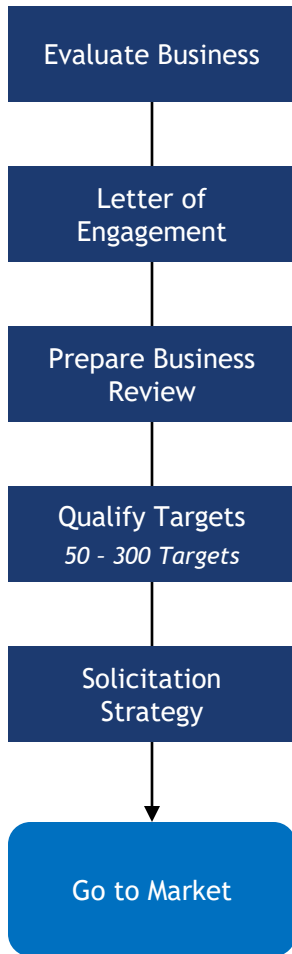 Evaluate Business
Letter of
Engagement
Prepare Business
Review
Qualify Targets
50 – 300 Targets
Solicitation
Strategy
Go to Market